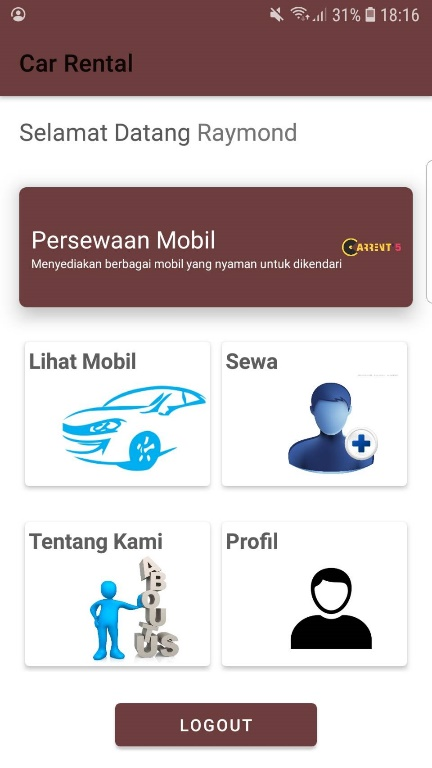 31% 18:16
Car Rental
Selamat Datang Raymond
Persewaan Mobil
Menyediakan berbagai mobil yang nyaman untuk dikendari
CARRENT 5
Lihat Mobil
Sewa
Tentang Kami
Profil
ABOUT
US
LOGOUT